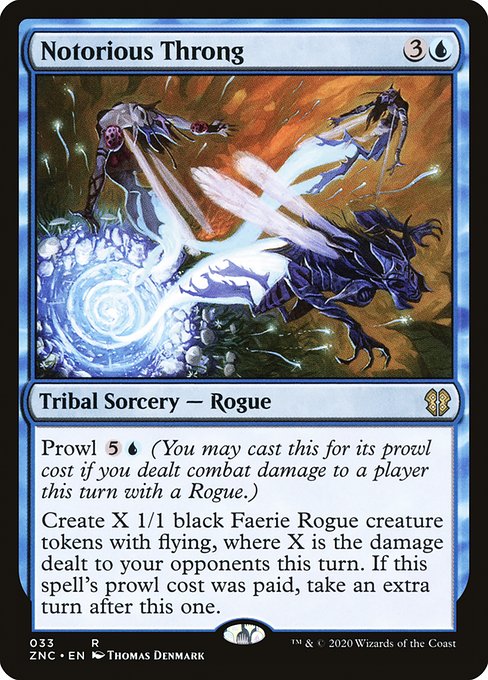 Notorious Throng 3
Tribal Sorcery — Rogue
Prowl 5 (You may cast this for its prowl
cost if you dealt combat damage to a player
this turn with a Rogue.)
Create X 1/1 black Faerie Rogue creature
tokens with flying, where X is the damage
dealt to your opponents this turn. If this
spell's prowl cost was paid, take an extra
turn after this one.
033 R
ZNC • EN Thomas Denmark
™ & © 2020 Wizards of the Coast